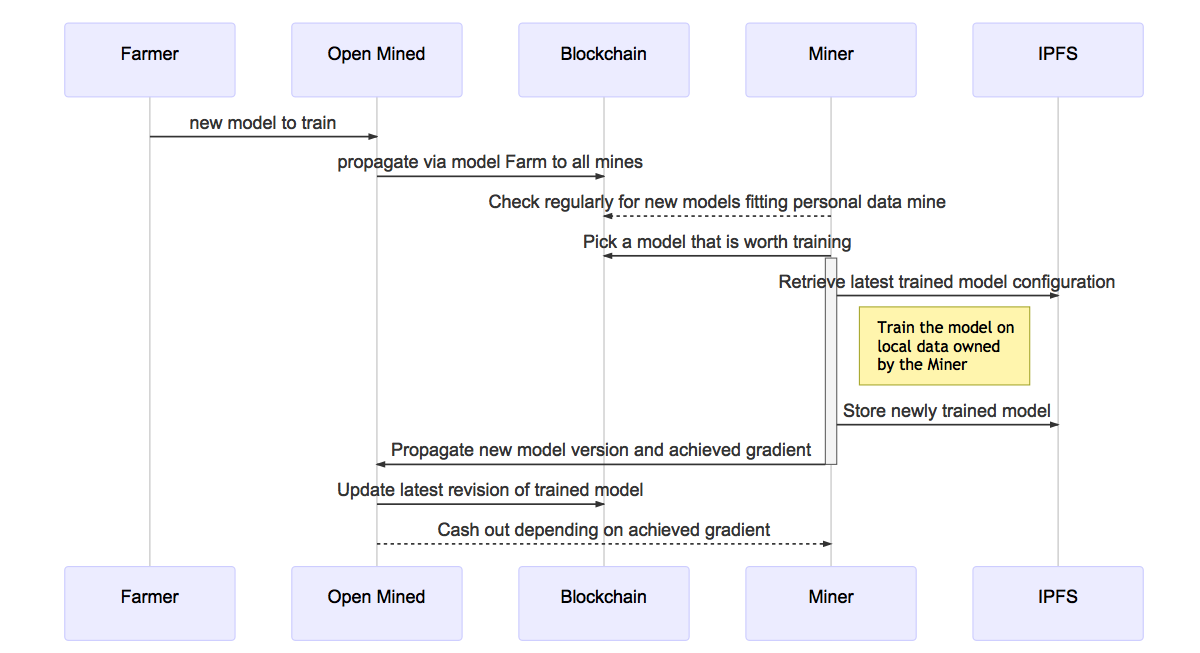 Farmer
Open Mined
Blockchain
Miner
IPFS
new model to train
propagate via model Farm to all mines
Check regularly for new models fitting personal data mine
Pick a model that is worth training
Retrieve latest trained model configuration
Train the model on
local data owned
by the Miner
Store newly trained model
Propagate new model version and achieved gradient
Update latest revision of trained model
Cash out depending on achieved gradient
Farmer
Open Mined
Blockchain
Miner
IPFS